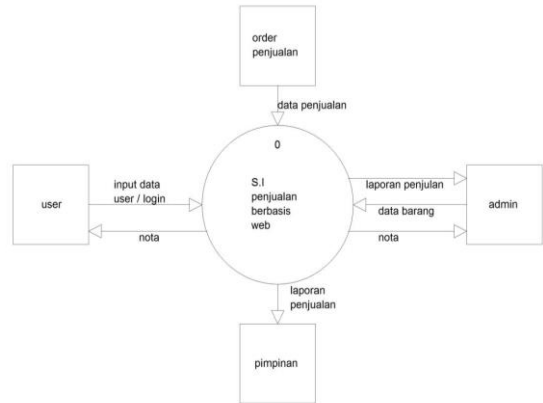 order
penjualan
data penjualan
0
S.I
penjualan
berbasis
web
user
input data
user / login
nota
laporan penjulan
data barang
nota
admin
laporan
penjualan
pimpinan